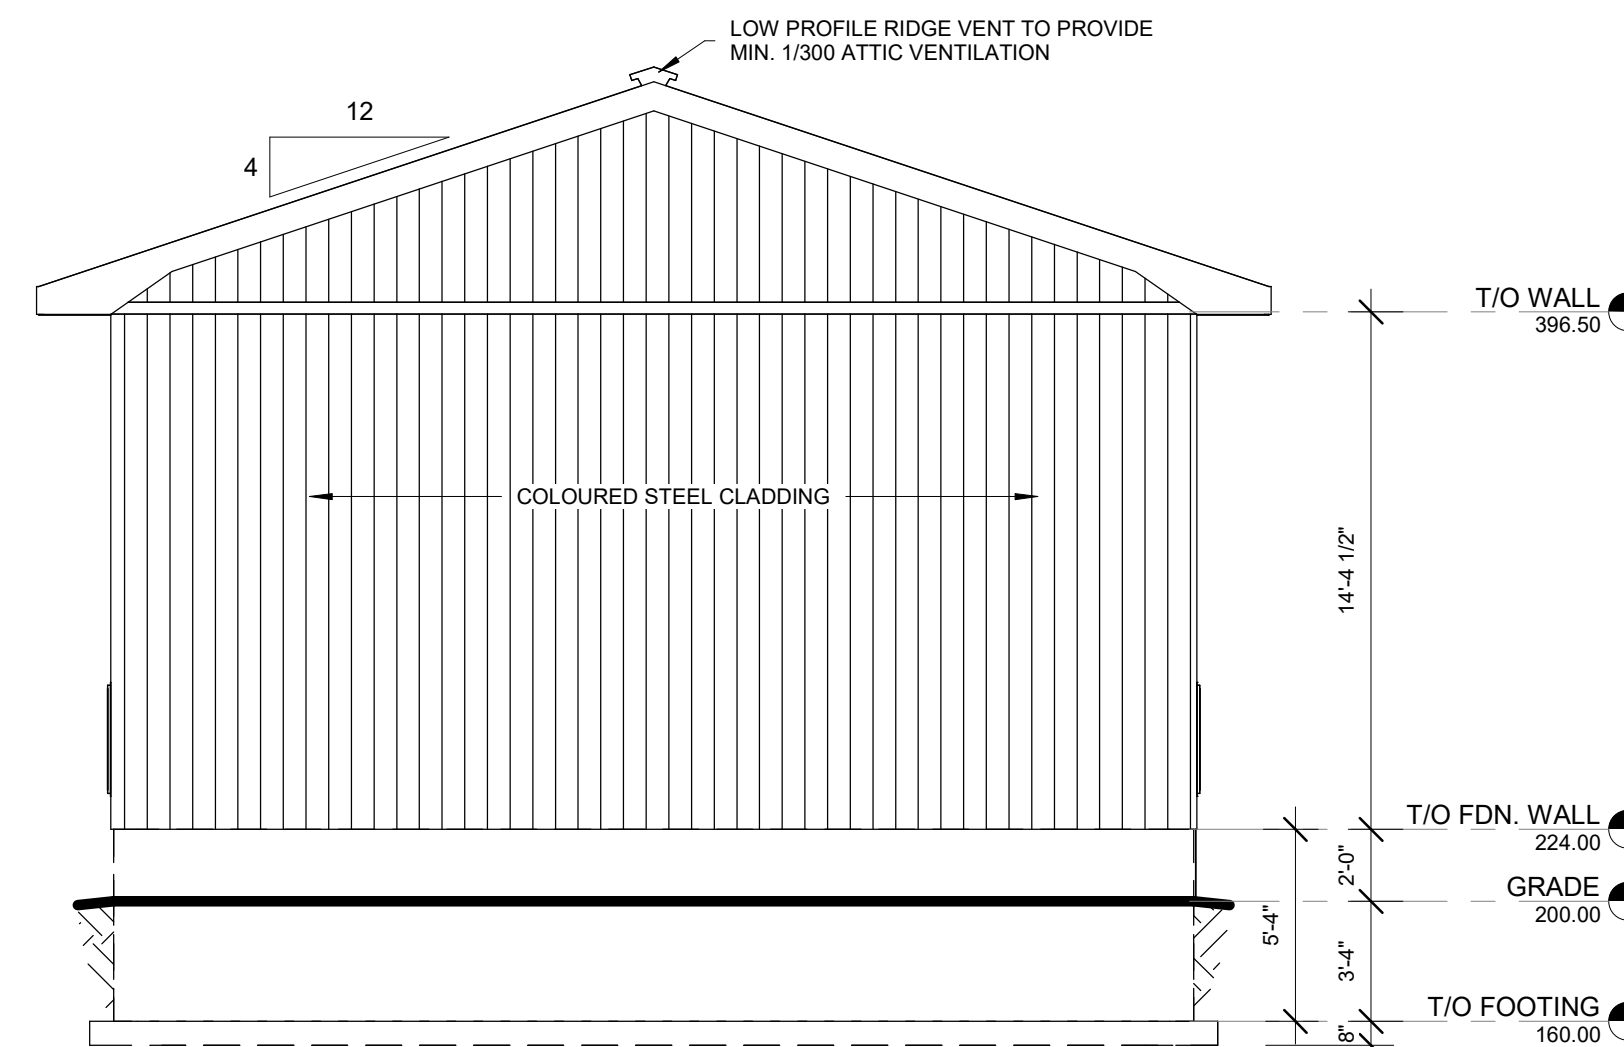 LOW PROFILE RIDGE VENT TO PROVIDE
MIN. 1/300 ATTIC VENTILATION
12
4
T/O WALL
396.50
COLOURED STEEL CLADDING
14'-4 1/2"
T/O FDN. WALL
224.00
2'-0"
GRADE
200.00
5'-4"
3'-4"
T/O FOOTING
160.00
8"